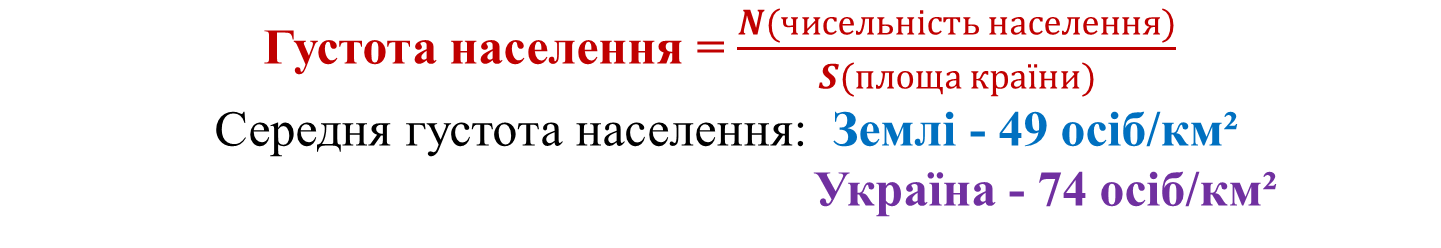 Густота населення = N(чисельність населення) / S(площа країни)
Середня густота населення: Землі - 49 осіб/км²
Україна - 74 осіб/км²